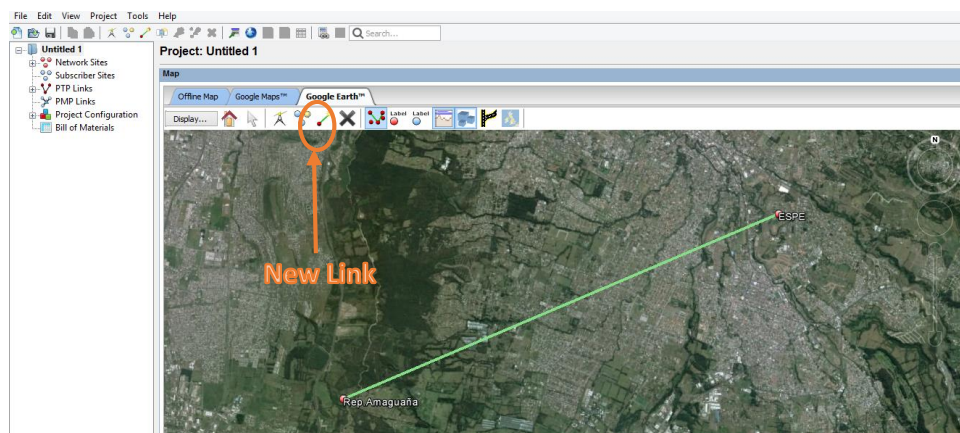 File Edit View Project Tools Help
Search...
Untitled 1
Network Sites
Subscriber Sites
PTP Links
PMP Links
Project Configuration
Bill of Materials
Project: Untitled 1
Map
Offline Map Google Maps™ Google Earth™
Display... Label Label
N
ESPE
New Link
Rep Amaguaña